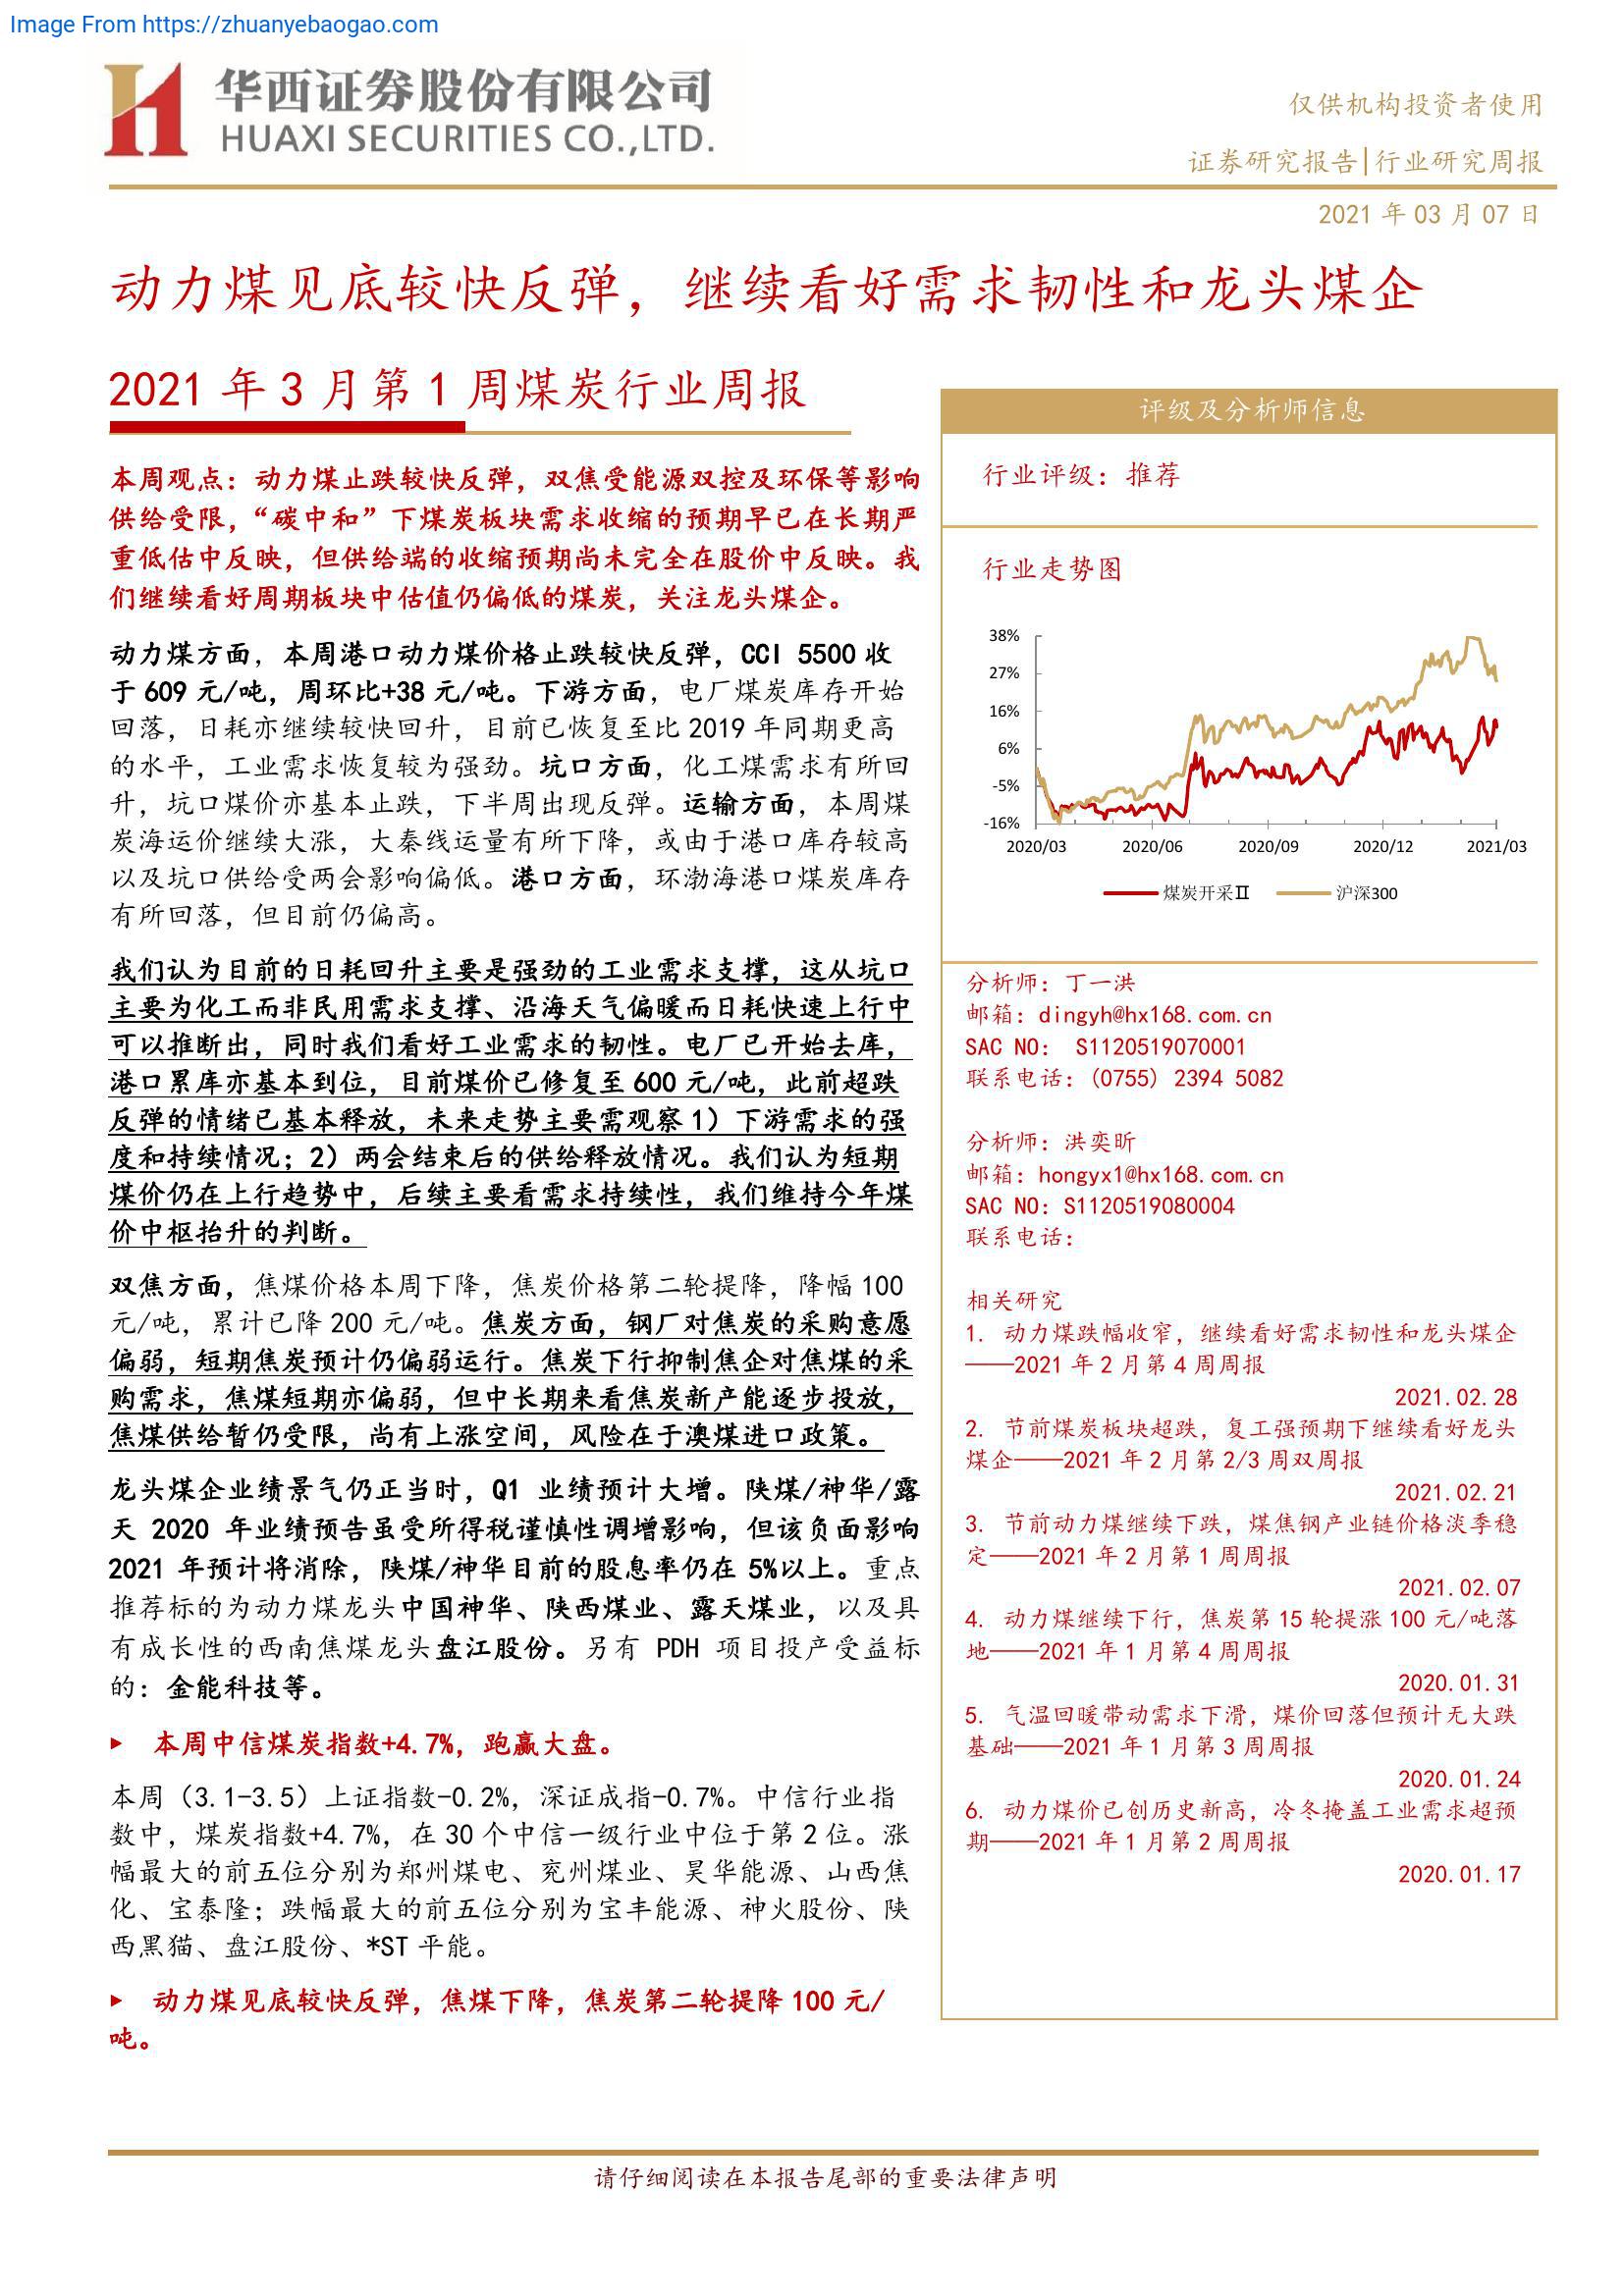 Image From https://zhuanyebaogao.com
华西证券股份有限公司
HUAXI SECURITIES CO.,LTD.
仅供机构投资者使用
证券研究报告|行业研究周报
2021 年 03 月 07 日
动力煤见底较快反弹，继续看好需求韧性和龙头煤企
2021 年 3 月第 1 周煤炭行业周报
本周观点：动力煤止跌较快反弹，双焦受能源双控及环保等影响
供给受限，“碳中和”下煤炭板块需求收缩的预期早已在长期严
重低估中反映，但供给端的收缩预期尚未完全在股价中反映。我
们继续看好周期板块中估值仍偏低的煤炭，关注龙头煤企。
动力煤方面，本周港口动力煤价格止跌较快反弹，CCI 5500 收
于 609 元/吨，周环比+38 元/吨。下游方面，电厂煤炭库存开始
回落，日耗亦继续较快回升，目前已恢复至比 2019 年同期更高
的水平，工业需求恢复较为强劲。坑口方面，化工煤需求有所回
升，坑口煤价亦基本止跌，下半周出现反弹。运输方面，本周煤
炭海运价继续大涨，大秦线运量有所下降，或由于港口库存较高
以及坑口供给受两会影响偏低。港口方面，环渤海港口煤炭库存
有所回落，但目前仍偏高。
我们认为目前的日耗回升主要是强劲的工业需求支撑，这从坑口
主要为化工而非民用需求支撑、沿海天气偏暖而日耗快速上行中
可以推断出，同时我们看好工业需求的韧性。电厂已开始去库，
港口累库亦基本到位，目前煤价已修复至 600 元/吨，此前超跌
反弹的情绪已基本释放，未来走势主要需观察 1）下游需求的强
度和持续情况；2）两会结束后的供给释放情况。我们认为短期
煤价仍在上行趋势中，后续主要看需求持续性，我们维持今年煤
价中枢抬升的判断。
双焦方面，焦煤价格本周下降，焦炭价格第二轮提降，降幅 100
元/吨，累计已降 200 元/吨。焦炭方面，钢厂对焦炭的采购意愿
偏弱，短期焦炭预计仍偏弱运行。焦炭下行抑制焦企对焦煤的采
购需求，焦煤短期亦偏弱，但中长期来看焦炭新产能逐步投放，
焦煤供给暂仍受限，尚有上涨空间，风险在于澳煤进口政策。
龙头煤企业绩景气仍正当时，Q1 业绩预计大增。陕煤/神华/露
天 2020 年业绩预告虽受所得税谨慎性调增影响，但该负面影响
2021 年预计将消除，陕煤/神华目前的股息率仍在 5%以上。重点
推荐标的为动力煤龙头中国神华、陕西煤业、露天煤业，以及具
有成长性的西南焦煤龙头盘江股份。另有 PDH 项目投产受益标
的：金能科技等。
▶ 本周中信煤炭指数+4.7%，跑赢大盘。
本周（3.1-3.5）上证指数-0.2%，深证成指-0.7%。中信行业指
数中，煤炭指数+4.7%，在 30 个中信一级行业中位于第 2 位。涨
幅最大的前五位分别为郑州煤电、兖州煤业、昊华能源、山西焦
化、宝泰隆；跌幅最大的前五位分别为宝丰能源、神火股份、陕
西黑猫、盘江股份、*ST 平能。
▶ 动力煤见底较快反弹，焦煤下降，焦炭第二轮提降 100 元/
吨。
评级及分析师信息
行业评级：推荐
行业走势图
38%
27%
16%
6%
-5%
-16%
2020/03 2020/06 2020/09 2020/12 2021/03
煤炭开采Ⅱ 沪深300
分析师：丁一洪
邮箱：dingyh@hx168.com.cn
SAC NO： S1120519070001
联系电话：(0755) 2394 5082
分析师：洪奕昕
邮箱：hongyx1@hx168.com.cn
SAC NO：S1120519080004
联系电话：
相关研究
1. 动力煤跌幅收窄，继续看好需求韧性和龙头煤企
——2021 年 2 月第 4 周周报
2021.02.28
2. 节前煤炭板块超跌，复工强预期下继续看好龙头
煤企——2021 年 2 月第 2/3 周双周报
2021.02.21
3. 节前动力煤继续下跌，煤焦钢产业链价格淡季稳
定——2021 年 2 月第 1 周周报
2021.02.07
4. 动力煤继续下行，焦炭第 15 轮提涨 100 元/吨落
地——2021 年 1 月第 4 周周报
2020.01.31
5. 气温回暖带动需求下滑，煤价回落但预计无大跌
基础——2021 年 1 月第 3 周周报
2020.01.24
6. 动力煤价已创历史新高，冷冬掩盖工业需求超预
期——2021 年 1 月第 2 周周报
2020.01.17
请仔细阅读在本报告尾部的重要法律声明